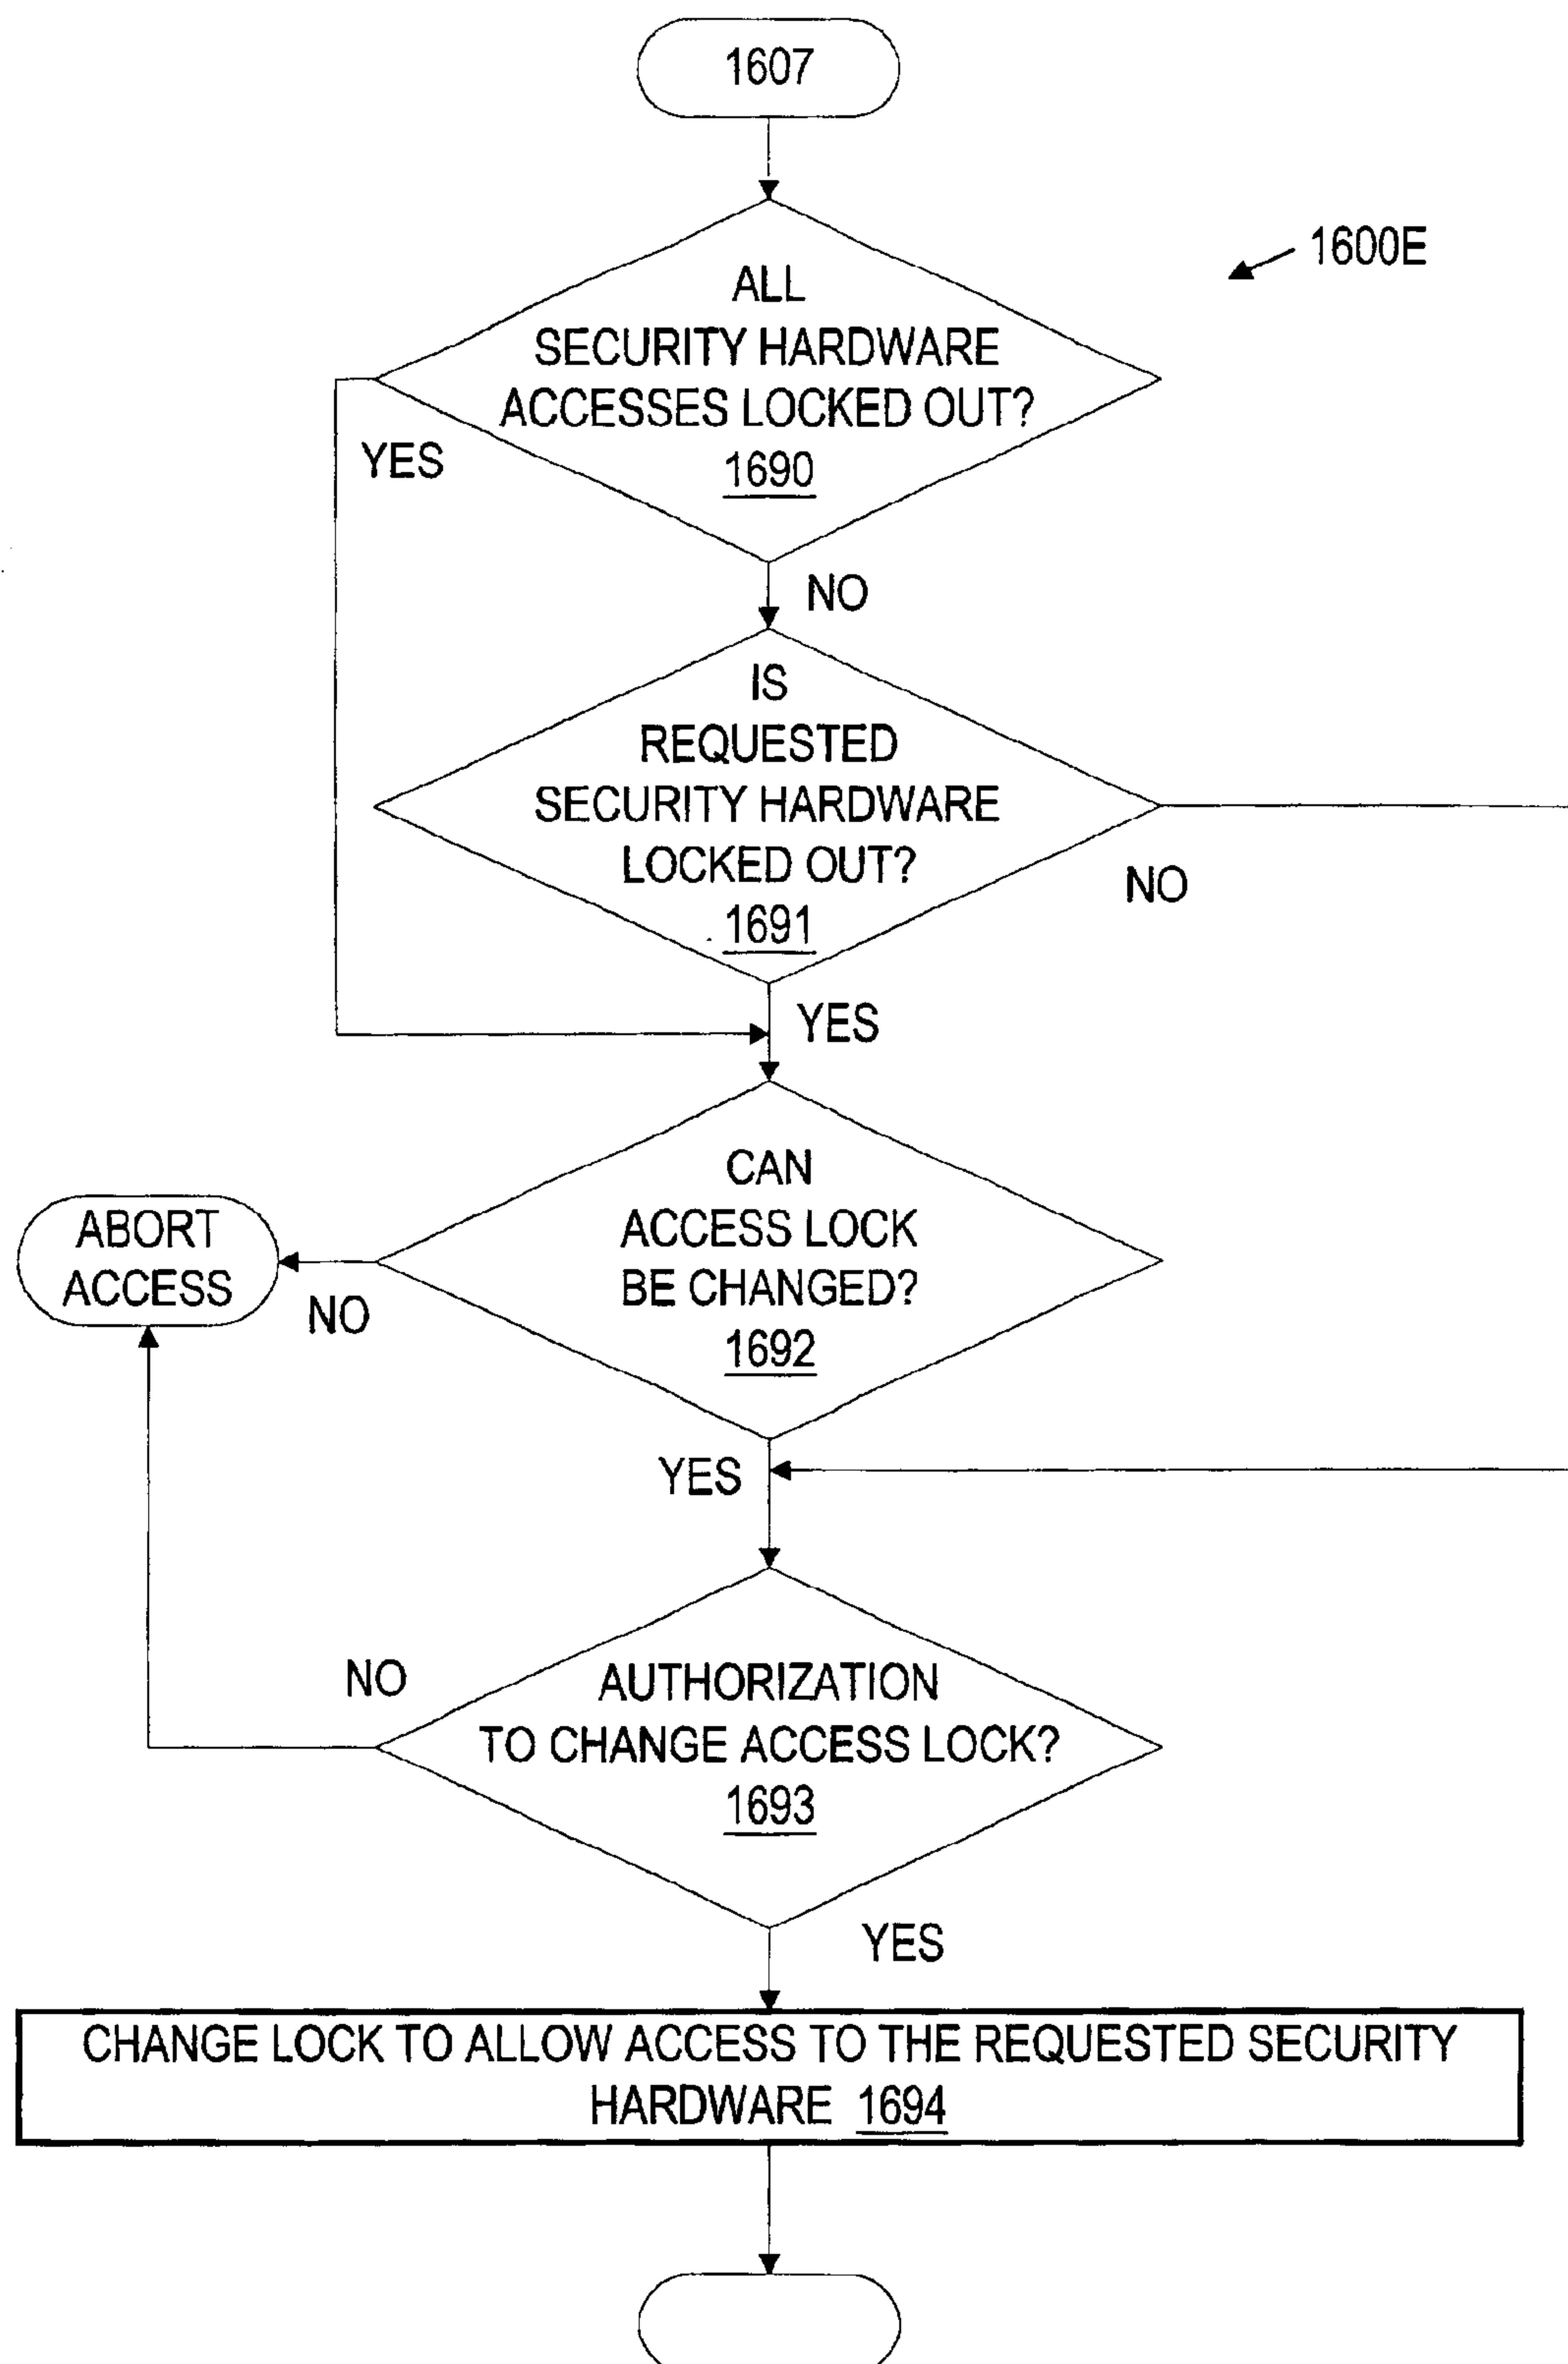 1607
1600E
ALL
SECURITY HARDWARE
ACCESSES LOCKED OUT?
1690
YES
NO
IS
REQUESTED
SECURITY HARDWARE
LOCKED OUT?
1691
NO
YES
CAN
ACCESS LOCK
BE CHANGED?
1692
ABORT
ACCESS
NO
YES
NO
AUTHORIZATION
TO CHANGE ACCESS LOCK?
1693
YES
CHANGE LOCK TO ALLOW ACCESS TO THE REQUESTED SECURITY
HARDWARE 1694